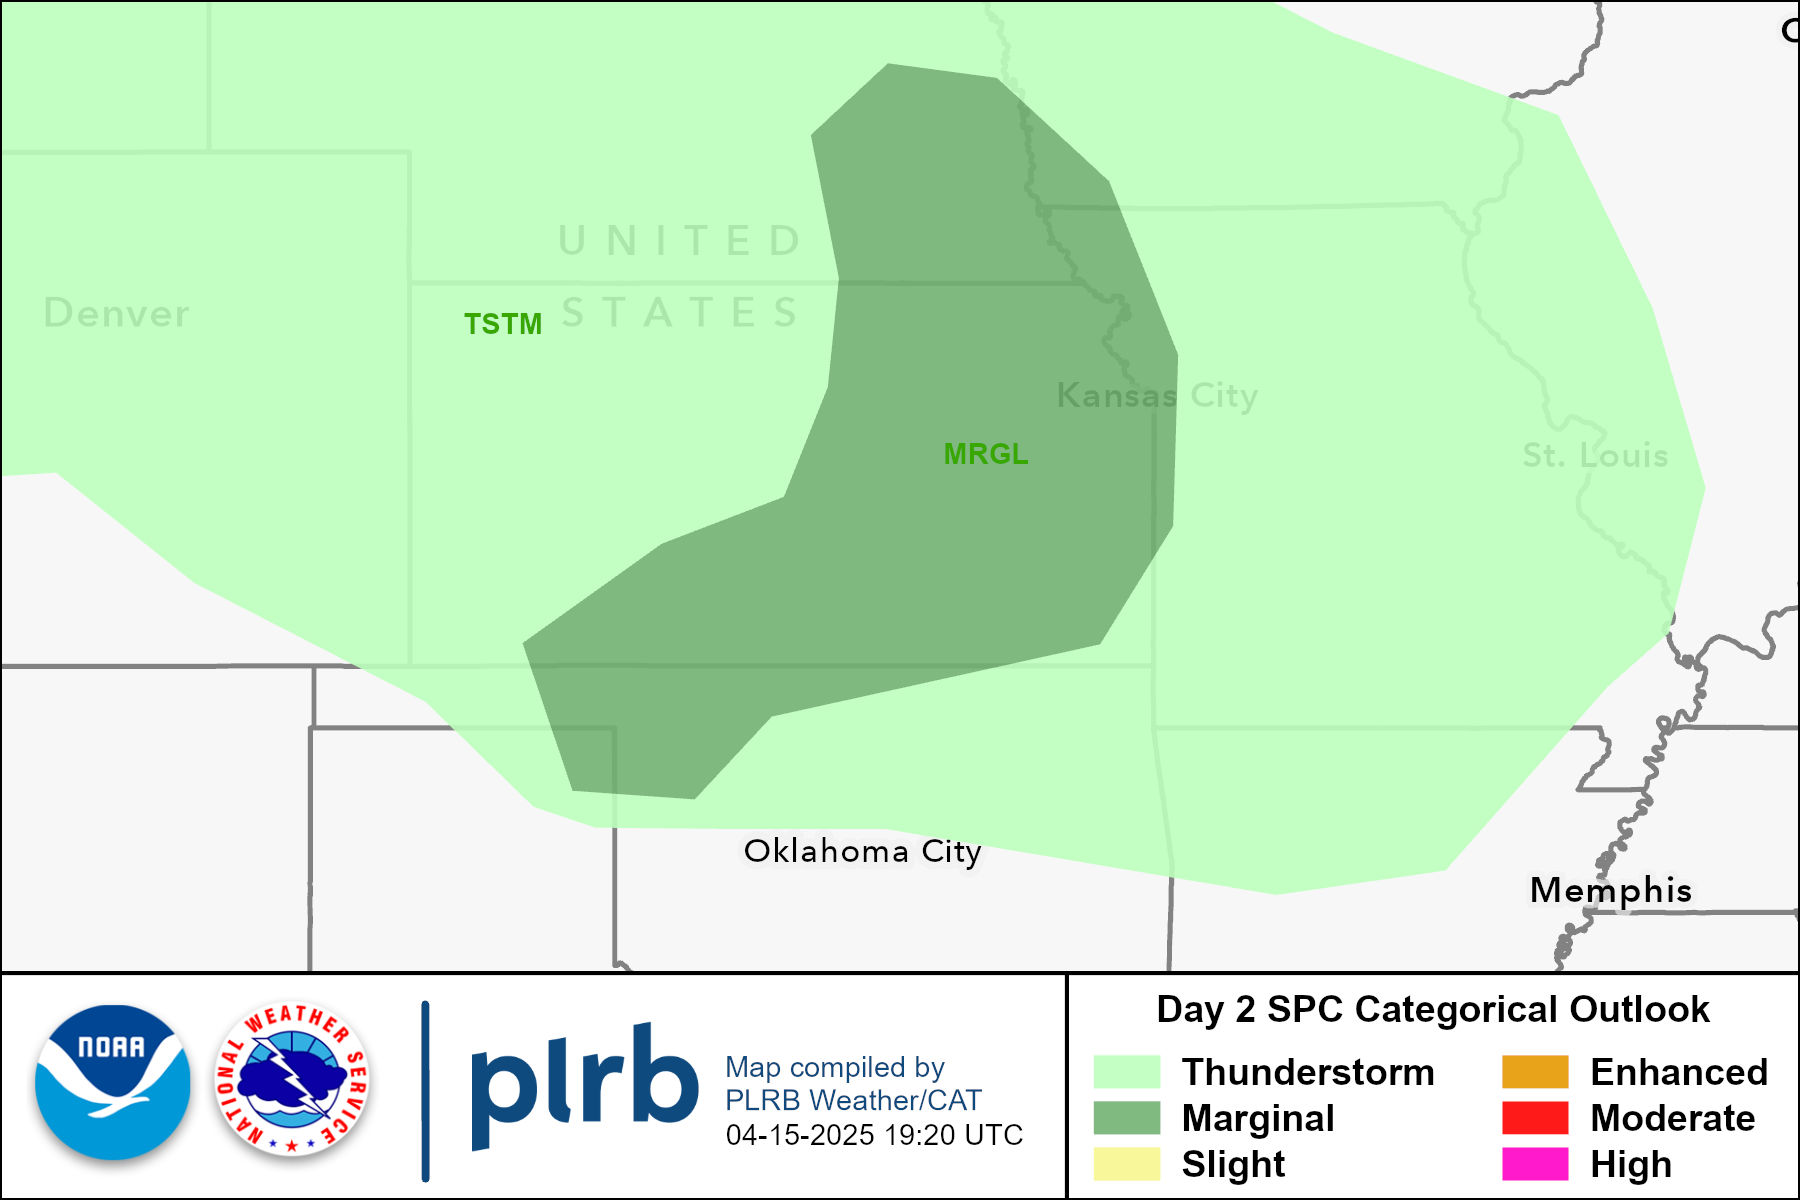 UNITED
STATES
Denver
TSTM
Kansas City
MRGL
St. Louis
Oklahoma City
Memphis
NOAA
NATIONAL WEATHER SERVICE
plrb
Map compiled by
PLRB Weather/CAT
04-15-2025 19:20 UTC
Day 2 SPC Categorical Outlook
Thunderstorm
Marginal
Slight
Enhanced
Moderate
High